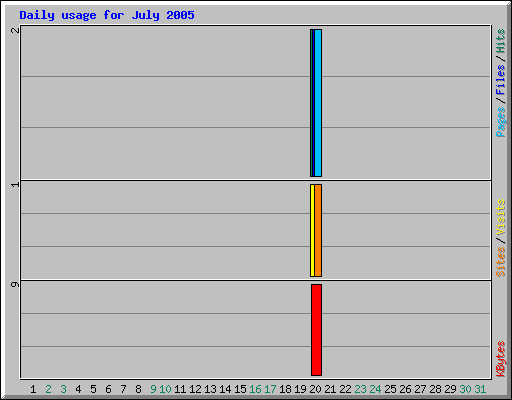 Daily usage for July 2005
2
1
9
Pages / Files / Hits
Sites / Visits
KBytes
1 2 3 4 5 6 7 8 9 10 11 12 13 14 15 16 17 18 19 20 21 22 23 24 25 26 27 28 29 30 31